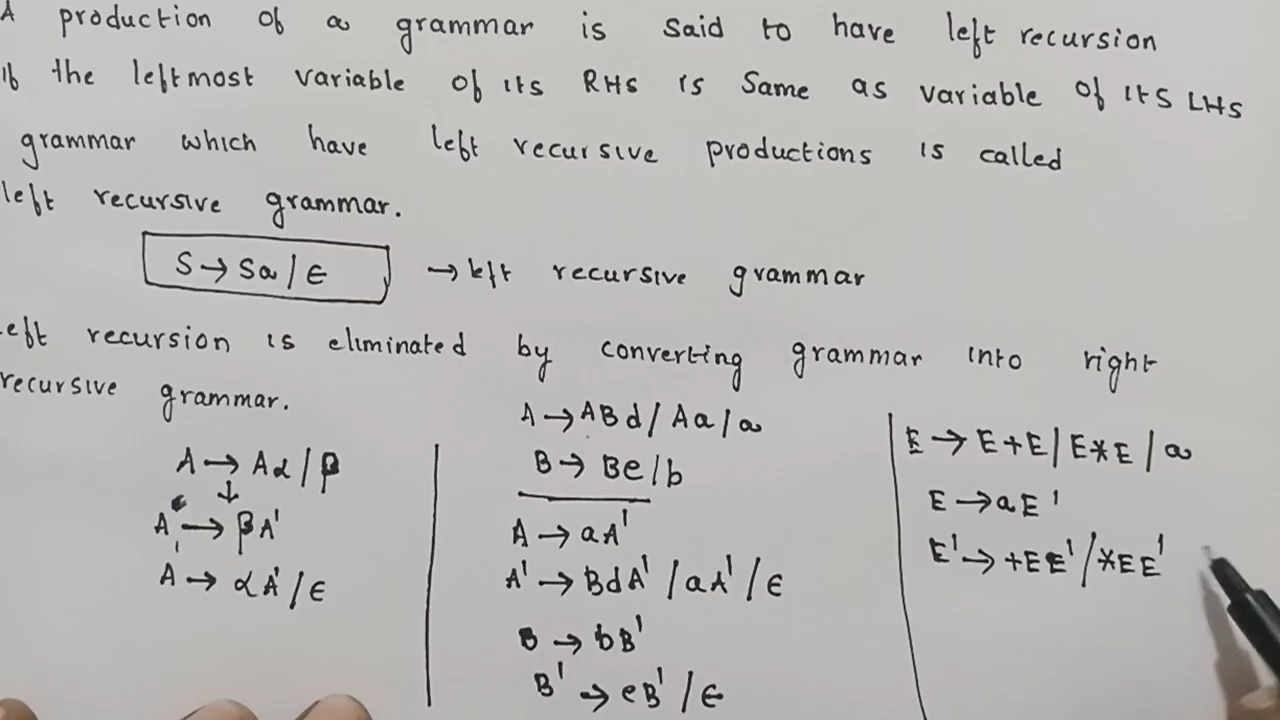 A production of a grammar is said to have left recursion
if the leftmost variable of its RHS is same as variable of its LHS
grammar which have left recursive productions is called
left recursive grammar.
S → Sa / ϵ → left recursive grammar
Left recursion is eliminated by converting grammar into right
recursive grammar.
A → Aα / β
↓
A → βA'
A' → αA' / ϵ
A → ABd / Aa / a
B → Be / b
A → aA'
A' → BdA' / aA' / ϵ
B → bB'
B' → eB' / ϵ
E → E+E | E*E / a
E → aE'
E' → +EE' / *EE'